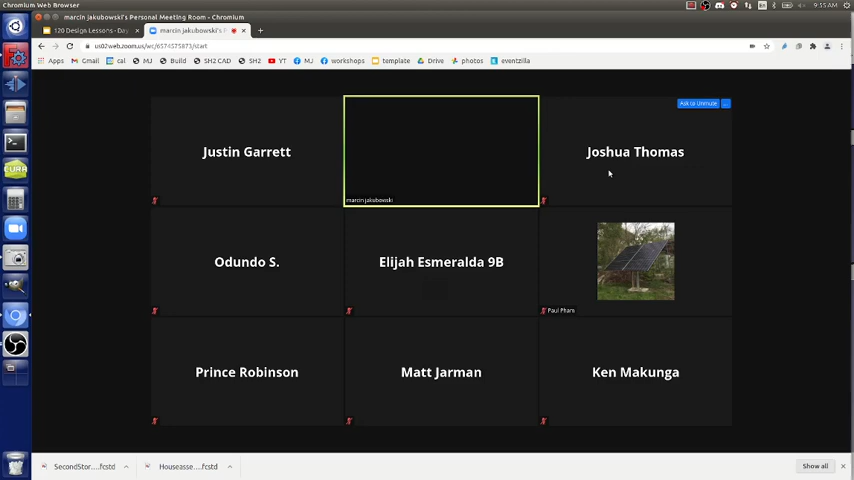 Chromium Web Browser
9:55 AM
marcin jakubowski's Personal Meeting Room - Chromium
120 Design Lessons - Day
marcin jakubowski's
us02web.zoom.us/wc/6574575873/start
Apps
Gmail
cal
MJ
Build
SH2 CAD
SH2
YT
MJ
workshops
template
Drive
photos
eventzilla
Ask to Unmute
...
Justin Garrett
Joshua Thomas
marcin jakubowski
Odundo S.
Elijah Esmeralda 9B
Paul Pham
Prince Robinson
Matt Jarman
Ken Makunga
CURA
SecondStor....fcstd
Houseasse....fcstd
Show all